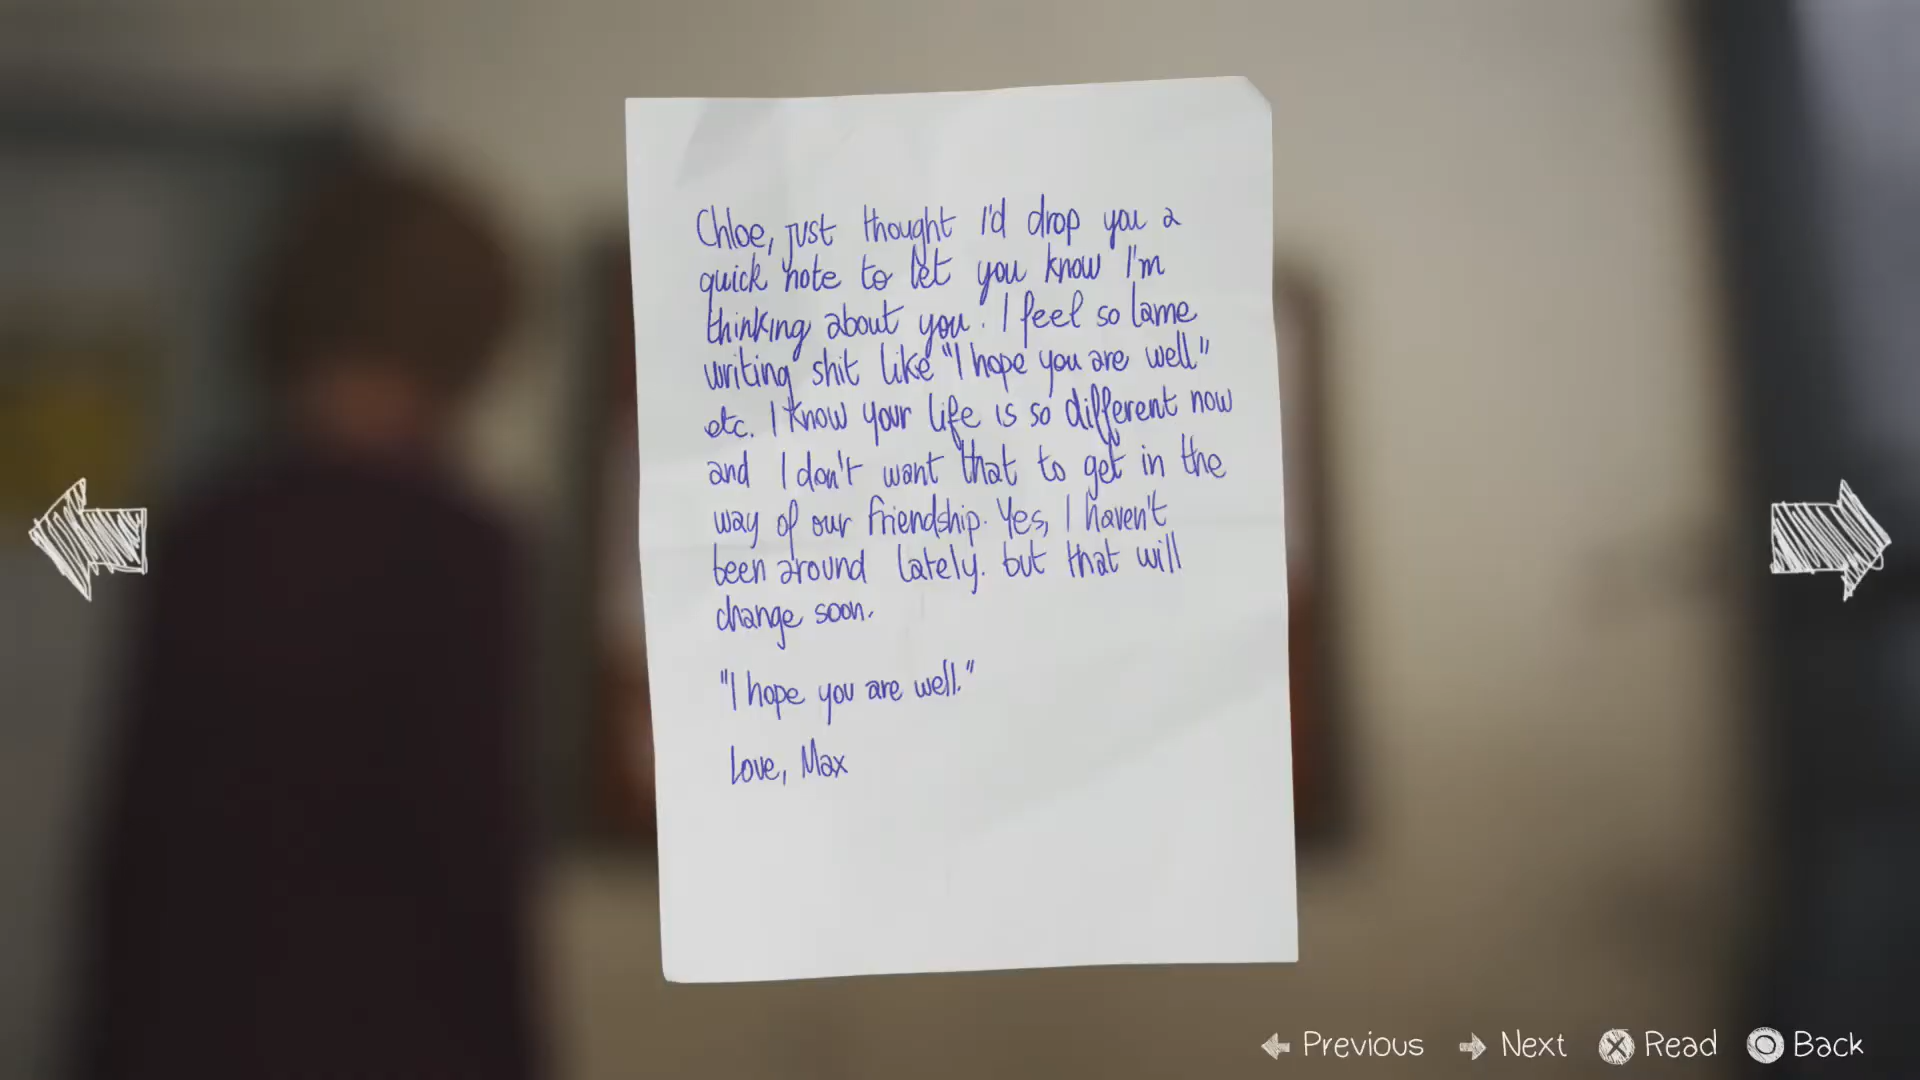 Chloe, just thought I'd drop you a
quick note to let you know I'm
thinking about you. I feel so lame
writing shit like "I hope you are well"
etc. I know your life is so different now
and I don't want that to get in the
way of our friendship. Yes, I haven't
been around lately. but that will
change soon.
"I hope you are well."
Love, Max
Previous Next Read Back